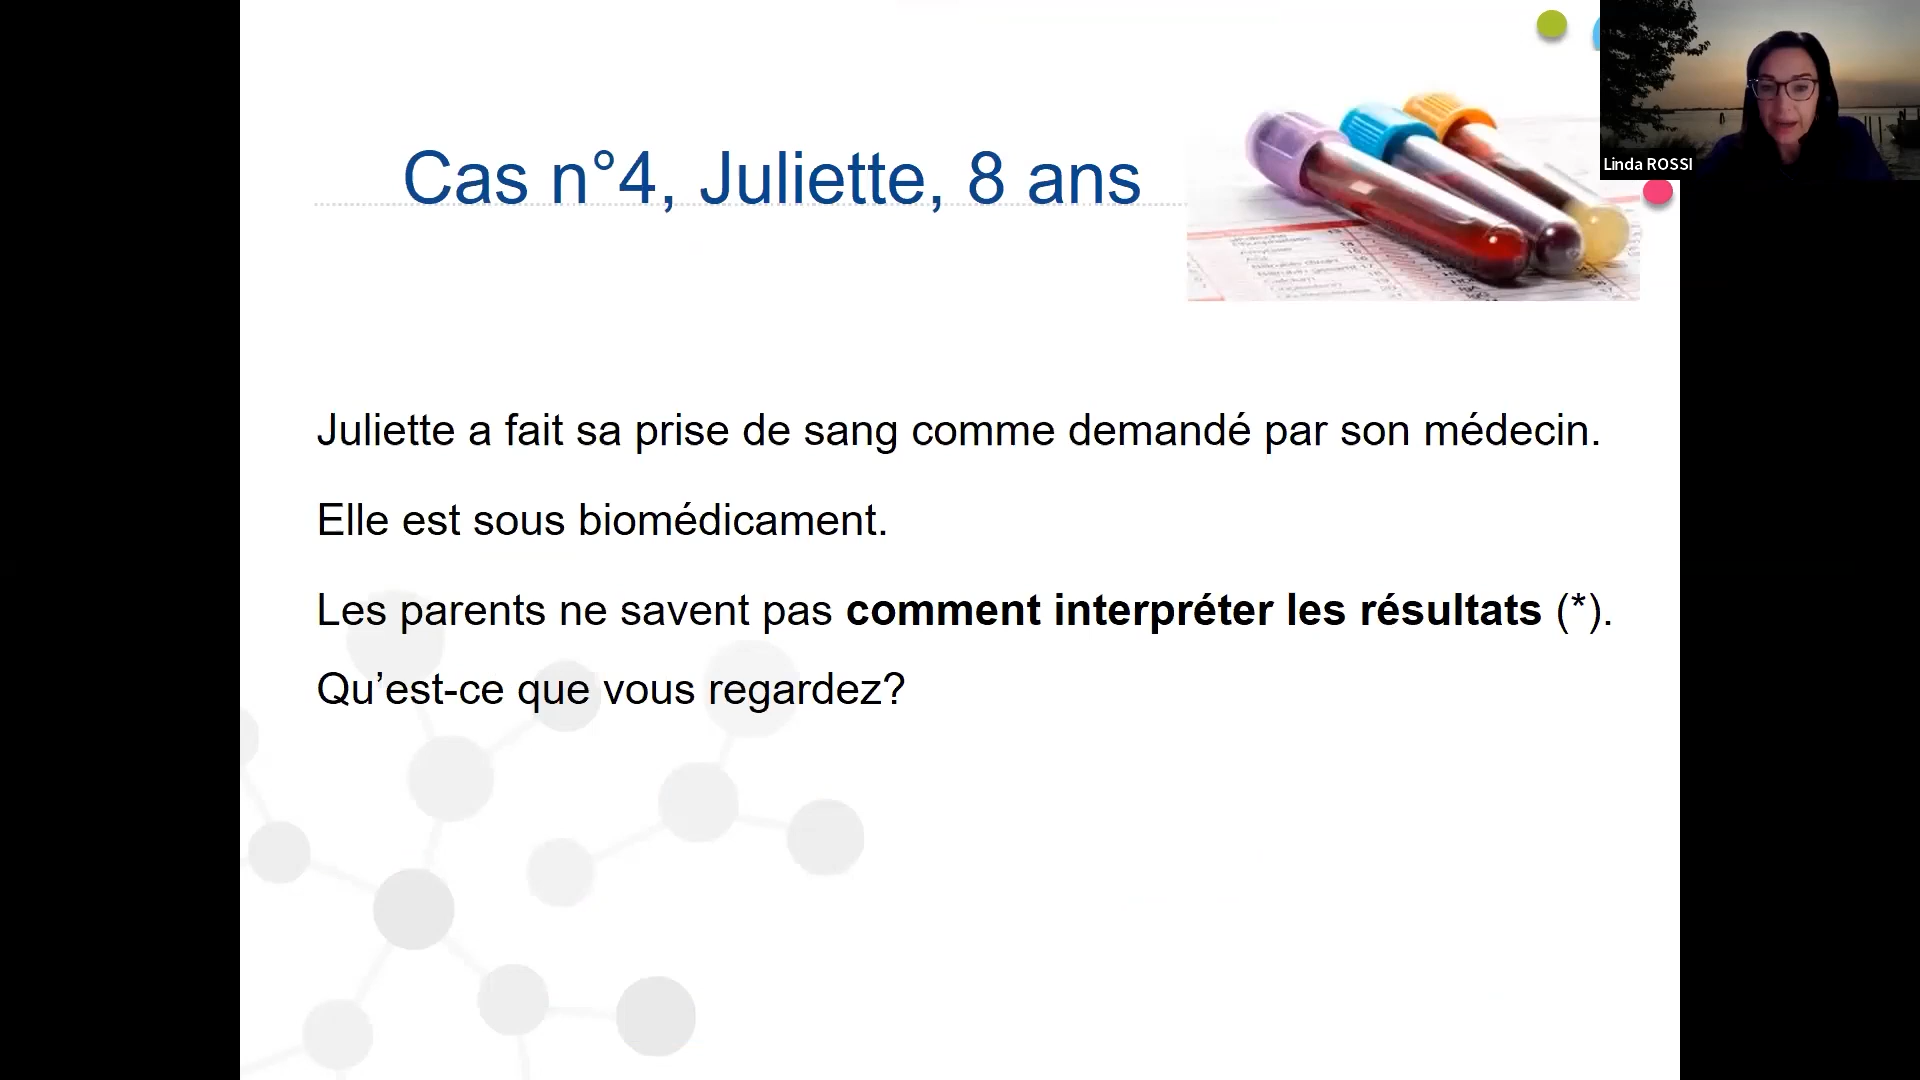 Cas n°4, Juliette, 8 ans
Linda ROSSI
Juliette a fait sa prise de sang comme demandé par son médecin.
Elle est sous biomédicament.
Les parents ne savent pas comment interpréter les résultats (*).
Qu’est-ce que vous regardez?